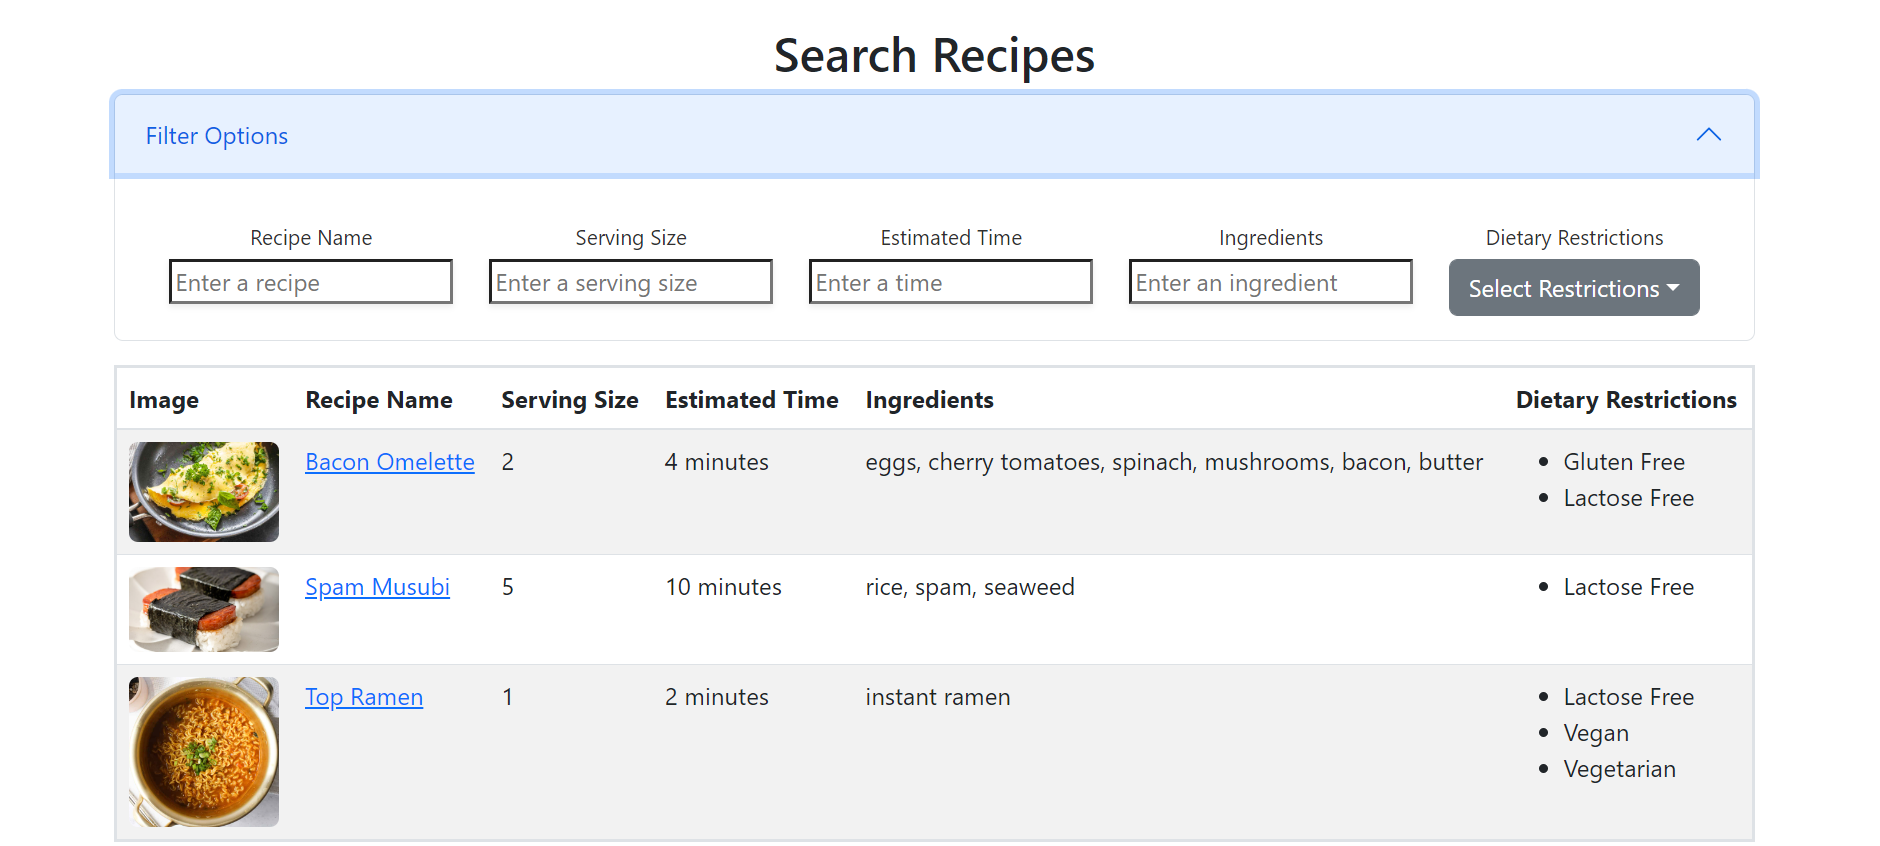 Search Recipes
Filter Options
Recipe Name Serving Size Estimated Time Ingredients Dietary Restrictions
Enter a recipe Enter a serving size Enter a time Enter an ingredient Select Restrictions
Image Recipe Name Serving Size Estimated Time Ingredients Dietary Restrictions
Bacon Omelette 2 4 minutes eggs, cherry tomatoes, spinach, mushrooms, bacon, butter • Gluten Free
• Lactose Free
Spam Musubi 5 10 minutes rice, spam, seaweed • Lactose Free
Top Ramen 1 2 minutes instant ramen • Lactose Free
• Vegan
• Vegetarian